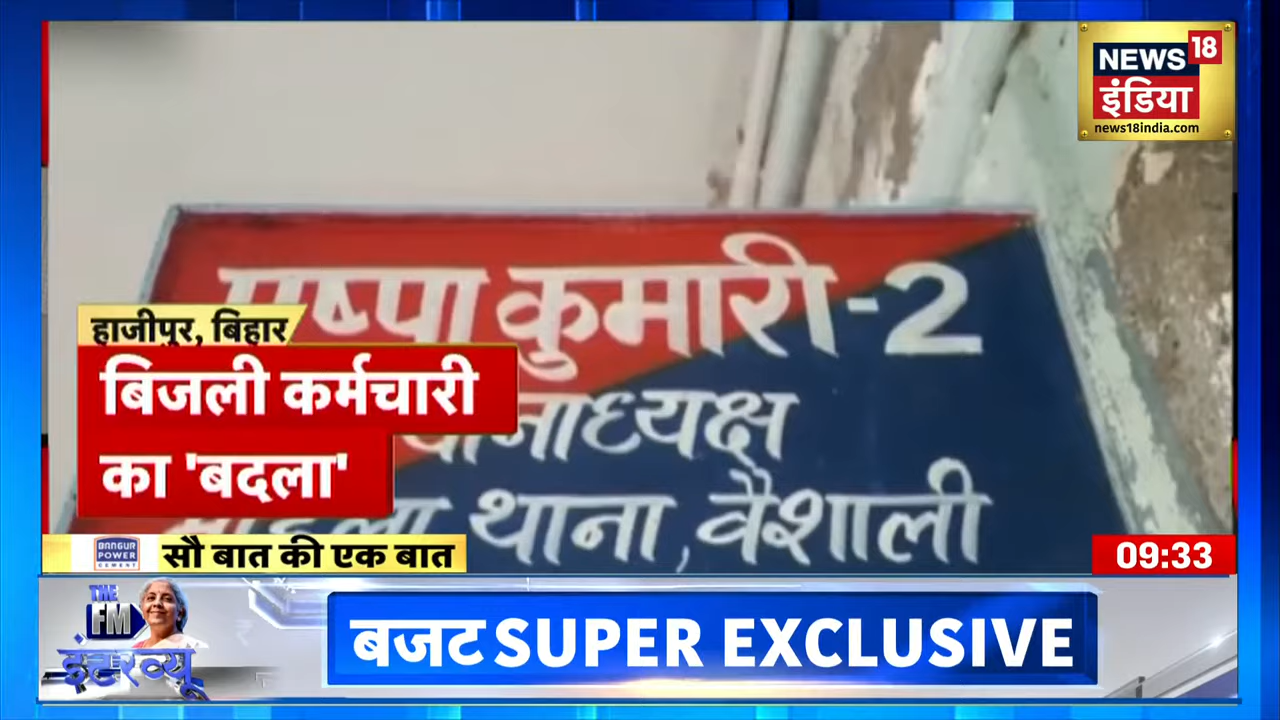 NEWS 18
इंडिया
news18india.com
कुमारी-2
हाजीपुर, बिहार
बिजली कर्मचारी
का 'बदला'
थाना, वैशाली
BANGUR
POWER
CEMENT
सौ बात की एक बात
09:33
THE
FM
इंटरव्यू
बजट SUPER EXCLUSIVE